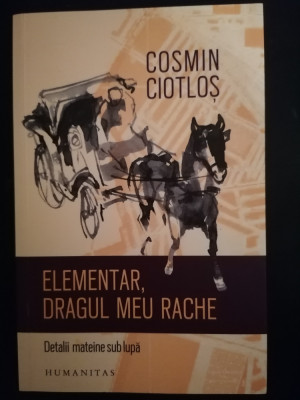 COSMIN
CIOTLOȘ
ELEMENTAR,
DRAGUL MEU RACHE
Detalii mateine sub lupă
HUMANITAS